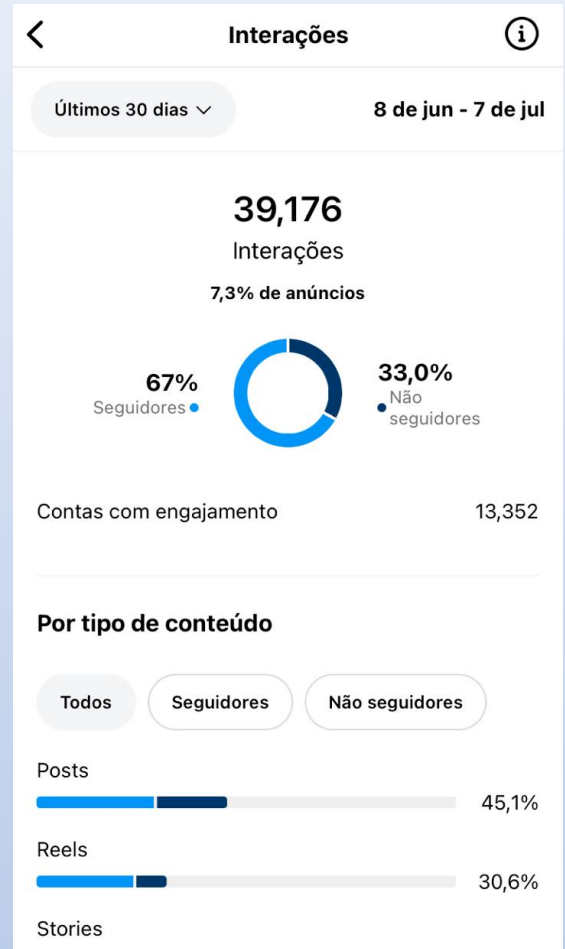 Interações
Últimos 30 dias
8 de jun - 7 de jul
39,176
Interações
7,3% de anúncios
67%
Seguidores
33,0%
Não
seguidores
Contas com engajamento
13,352
Por tipo de conteúdo
Todos
Seguidores
Não seguidores
Posts
45,1%
Reels
30,6%
Stories